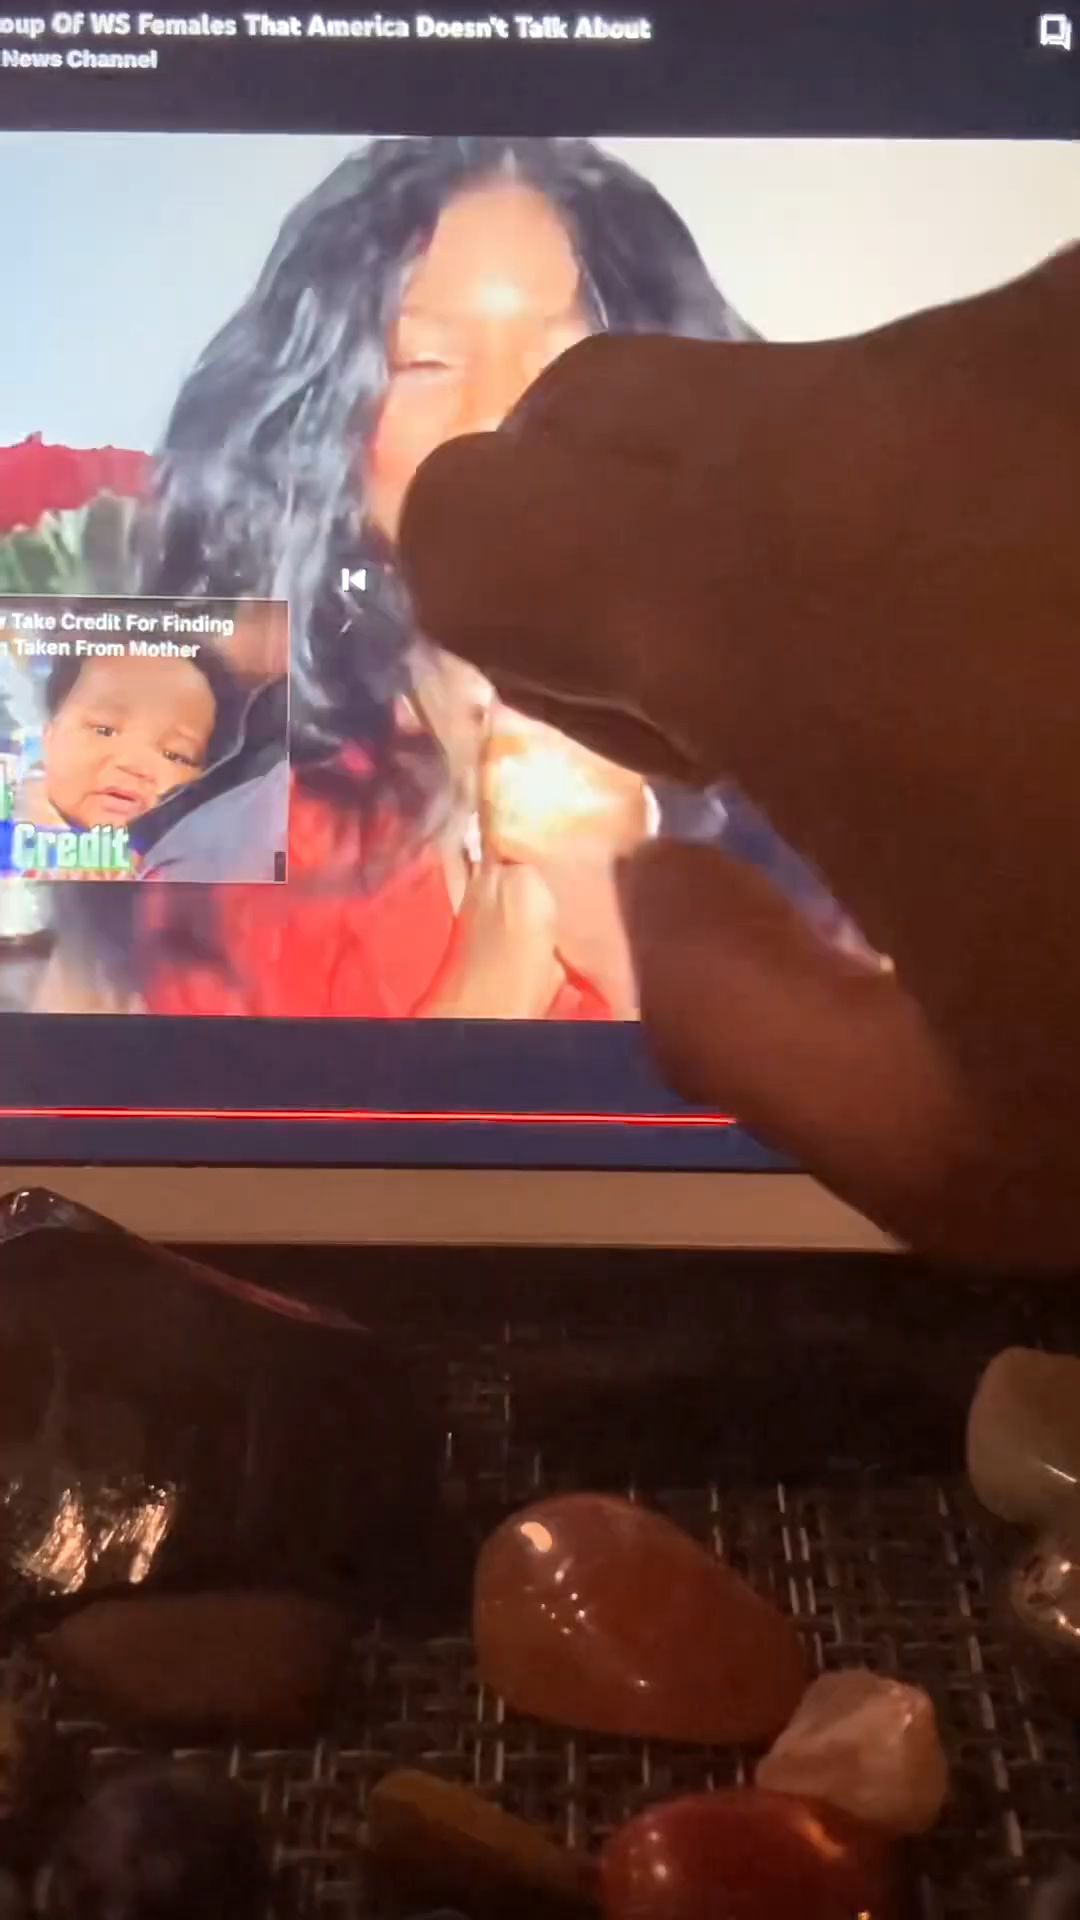 oup Of WS Females That America Doesn't Talk About
News Channel
Take Credit For Finding
Taken From Mother
Credit